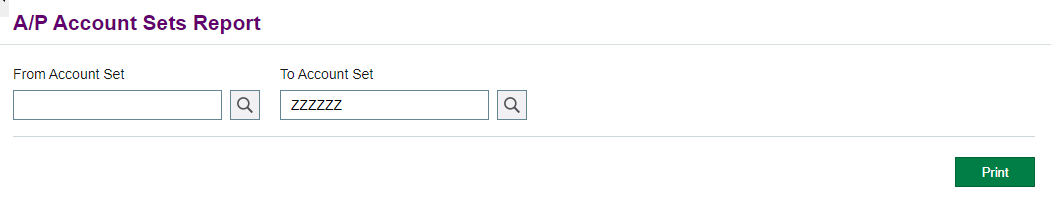 A/P Account Sets Report
From Account Set
To Account Set
ZZZZZZ
Print